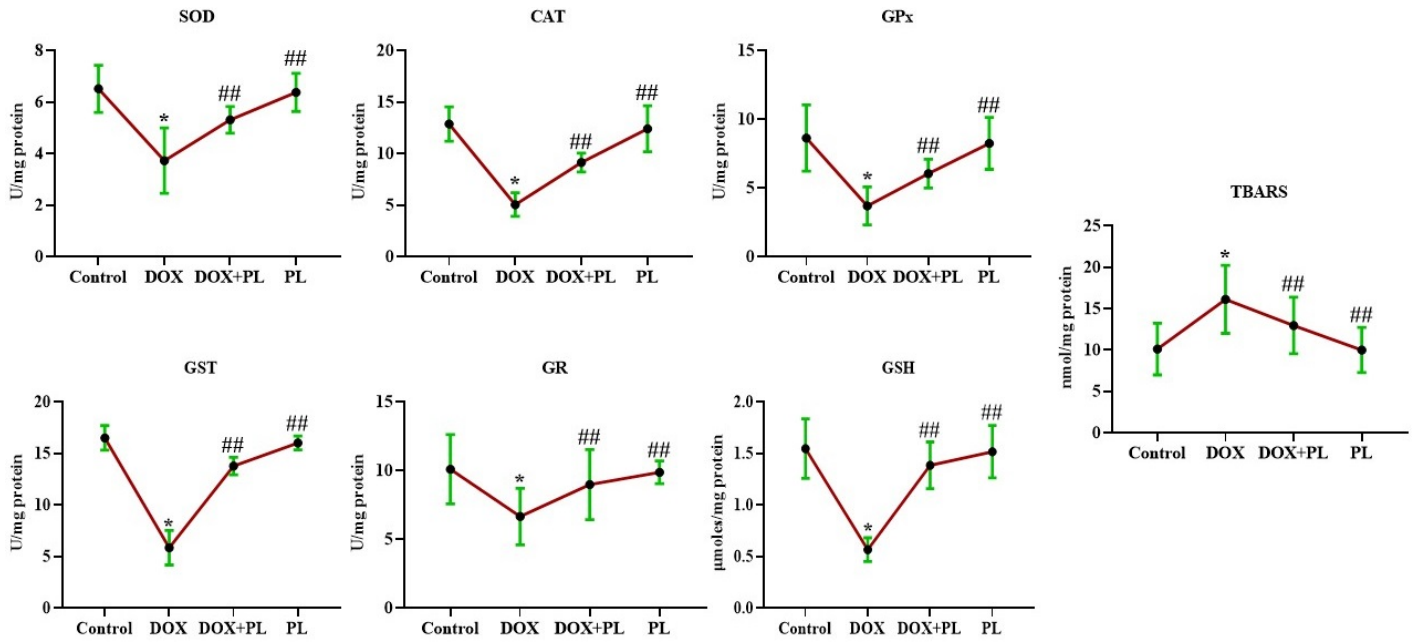 SOD
U/mg protein
8
6
4
2
0
*
##
##
Control DOX DOX+PL PL
CAT
U/mg protein
20
15
10
5
0
*
##
##
Control DOX DOX+PL PL
GPx
U/mg protein
15
10
5
0
*
##
##
Control DOX DOX+PL PL
TBARS
nmol/mg protein
25
20
15
10
5
0
*
##
##
Control DOX DOX+PL PL
GST
U/mg protein
20
15
10
5
0
*
##
##
Control DOX DOX+PL PL
GR
U/mg protein
15
10
5
0
*
##
##
Control DOX DOX+PL PL
GSH
µmoles/mg protein
2.0
1.5
1.0
0.5
0.0
*
##
##
Control DOX DOX+PL PL